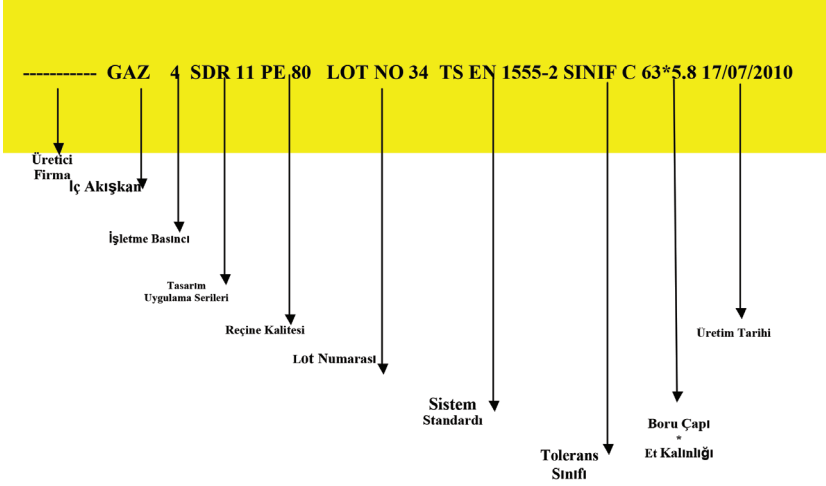 ----------- GAZ 4 SDR 11 PE 80 LOT NO 34 TS EN 1555-2 SINIF C 63*5.8 17/07/2010
Üretici
Firma
İç Akışkan
İşletme Basıncı
Tasarım
Uygulama Serileri
Reçine Kalitesi
Lot Numarası
Sistem
Standardı
Tolerans
Sınıfı
Boru Çapı
*
Et Kalınlığı
Üretim Tarihi